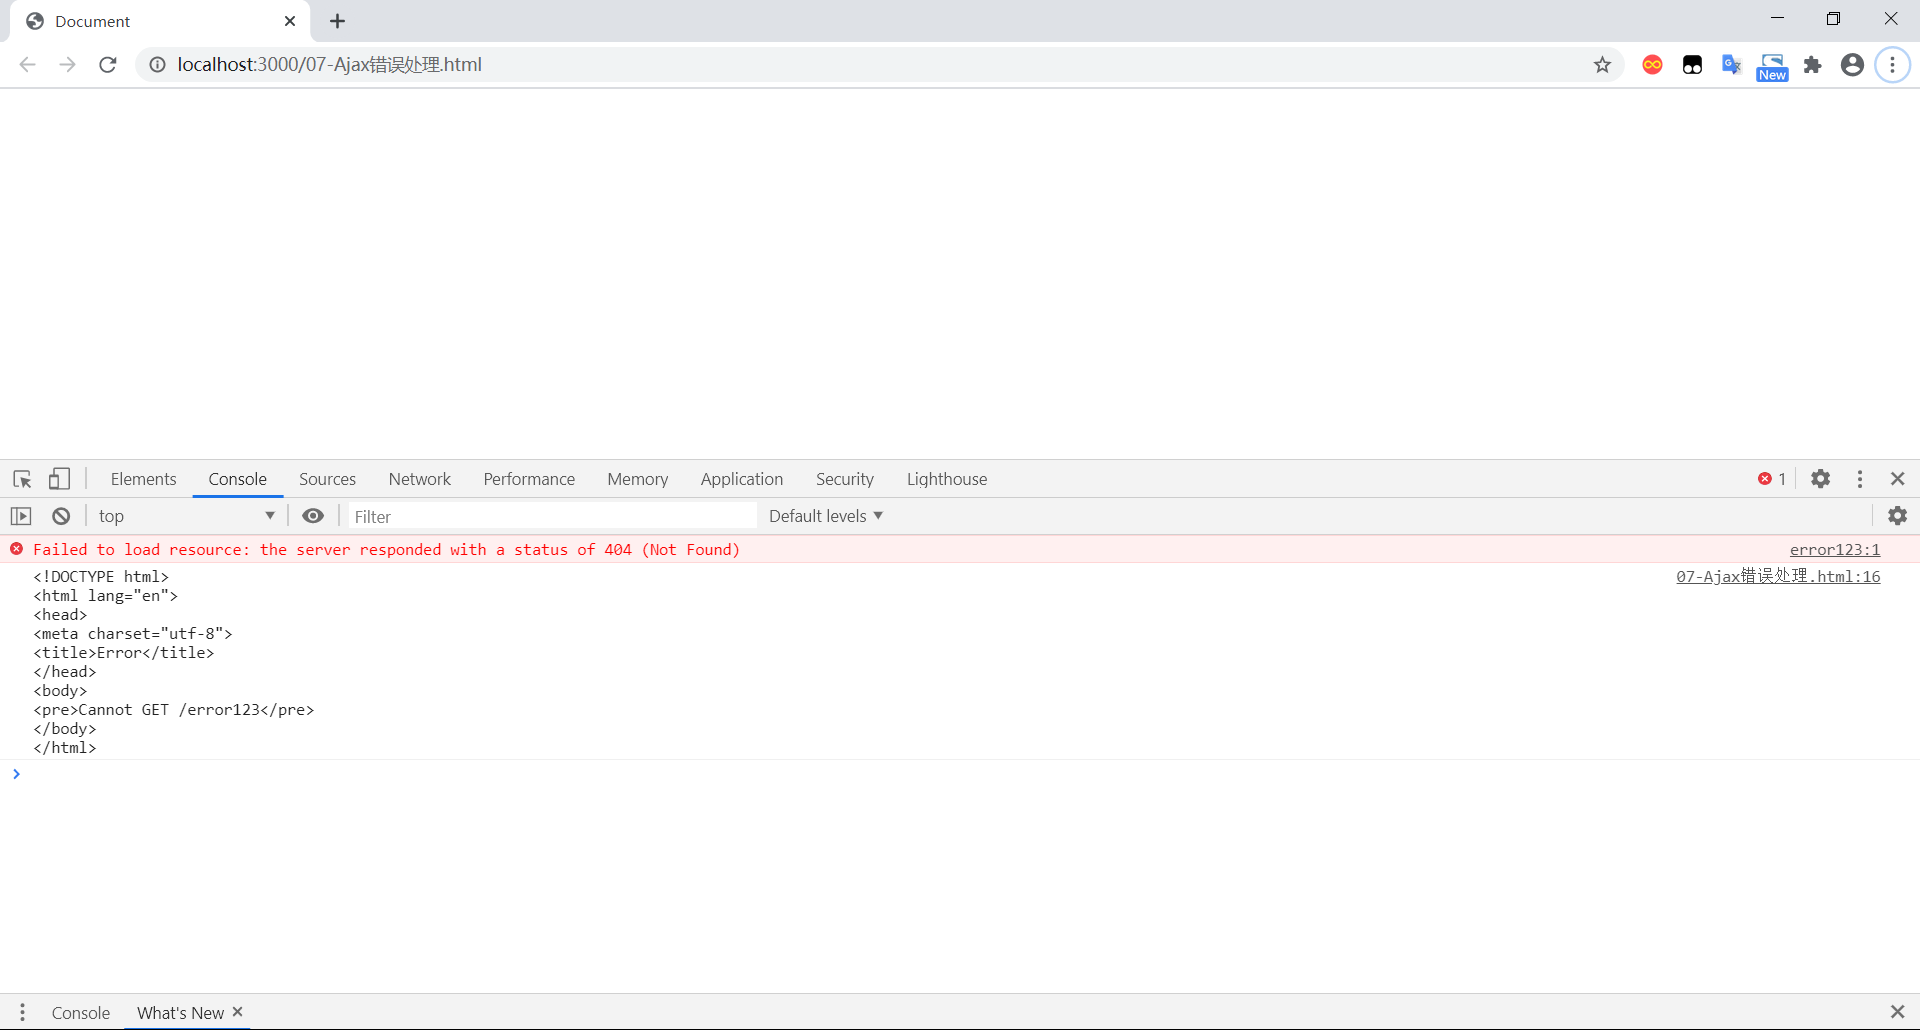 Document
localhost:3000/07-Ajax错误处理.html
New
Elements Console Sources Network Performance Memory Application Security Lighthouse 1
top Filter Default levels
Failed to load resource: the server responded with a status of 404 (Not Found) error123:1
<!DOCTYPE html> 07-Ajax错误处理.html:16
<html lang="en">
<head>
<meta charset="utf-8">
<title>Error</title>
</head>
<body>
<pre>Cannot GET /error123</pre>
</body>
</html>
Console What's New